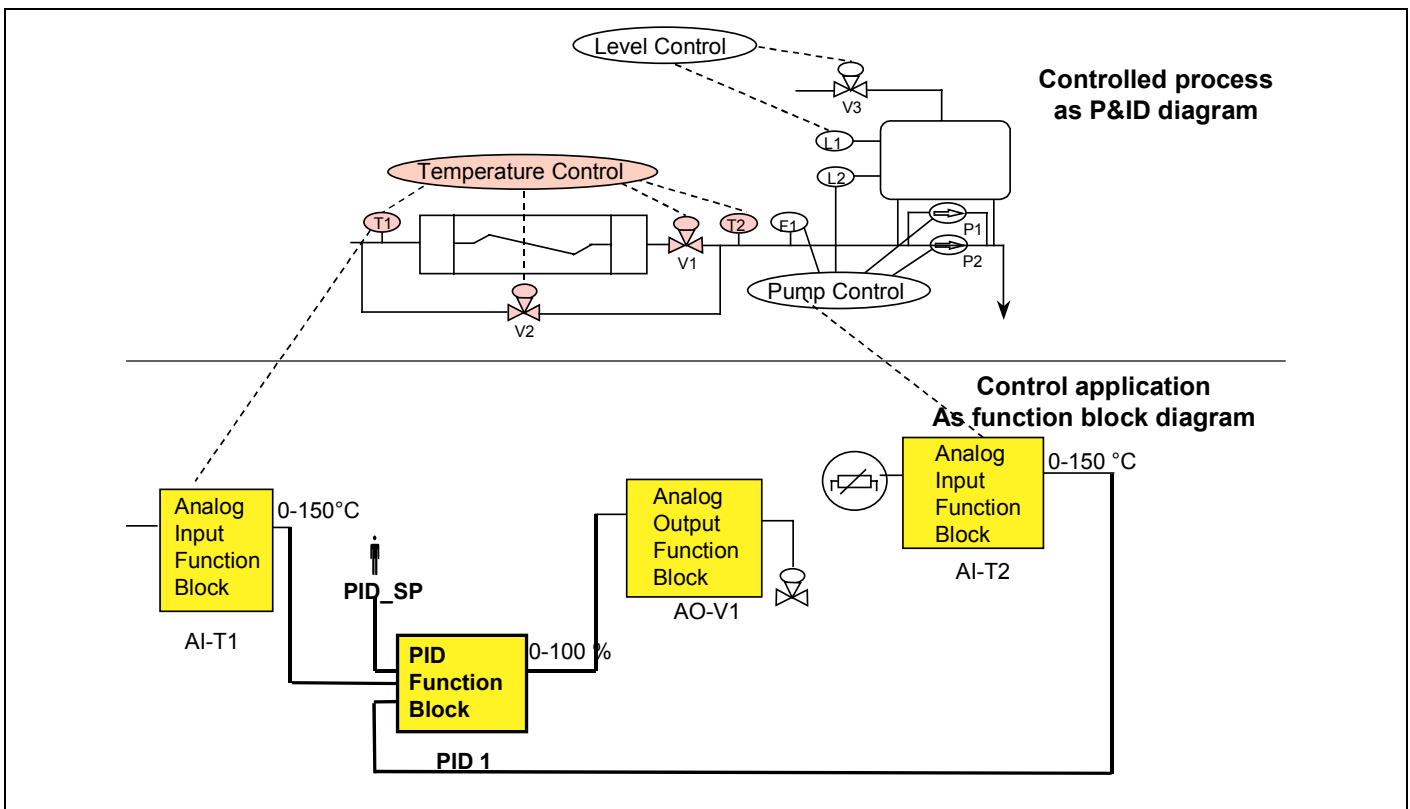 Level Control
Controlled process
as P&ID diagram
V3
L1
L2
Temperature Control
T1
T2
F1
P1
P2
V1
V2
Pump Control
Control application
As function block diagram
Analog
Input
Function
Block
0-150°C
AI-T1
PID_SP
PID
Function
Block
0-100 %
PID 1
Analog
Output
Function
Block
AO-V1
Analog
Input
Function
Block
0-150 °C
AI-T2